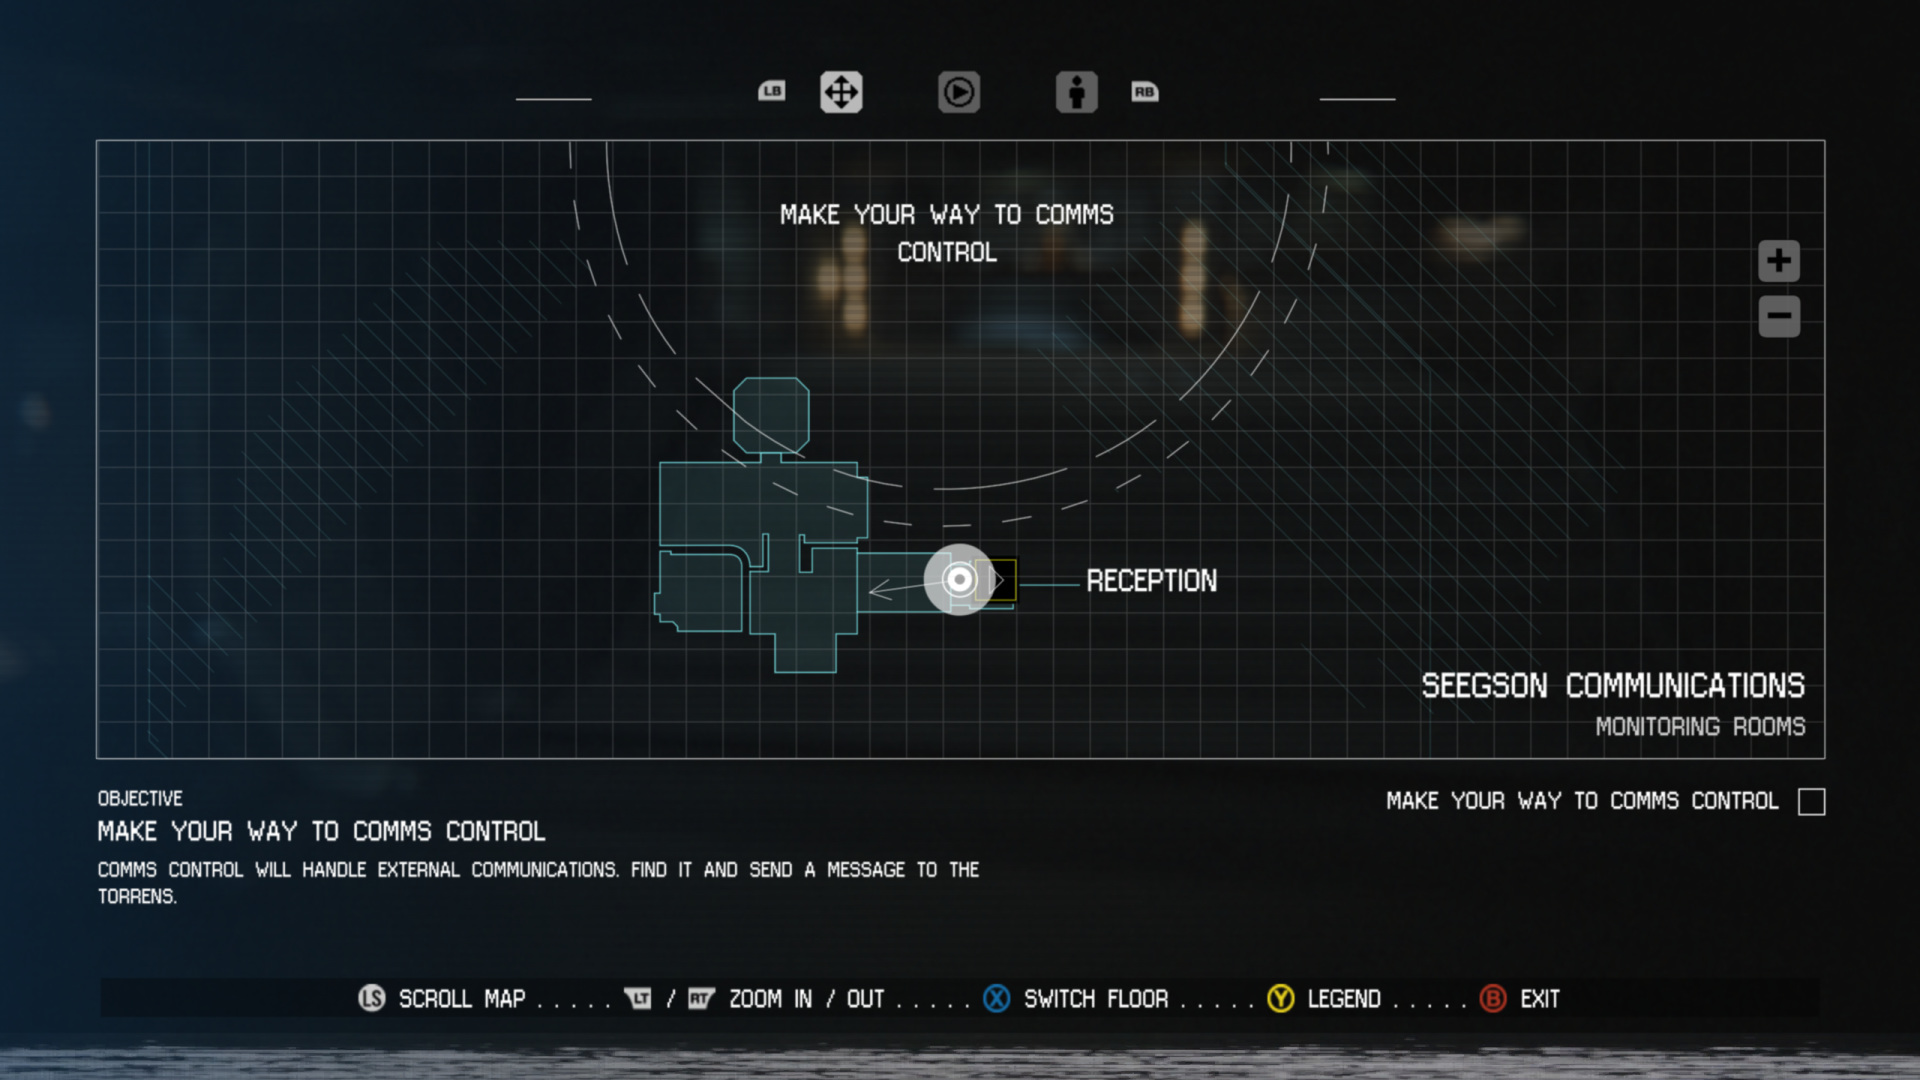 LB
RB
MAKE YOUR WAY TO COMMS
CONTROL
RECEPTION
SEEGSON COMMUNICATIONS
MONITORING ROOMS
OBJECTIVE
MAKE YOUR WAY TO COMMS CONTROL
MAKE YOUR WAY TO COMMS CONTROL
COMMS CONTROL WILL HANDLE EXTERNAL COMMUNICATIONS. FIND IT AND SEND A MESSAGE TO THE
TORRENS.
LS SCROLL MAP ..... LT / RT ZOOM IN / OUT ..... X SWITCH FLOOR ..... Y LEGEND ..... B EXIT